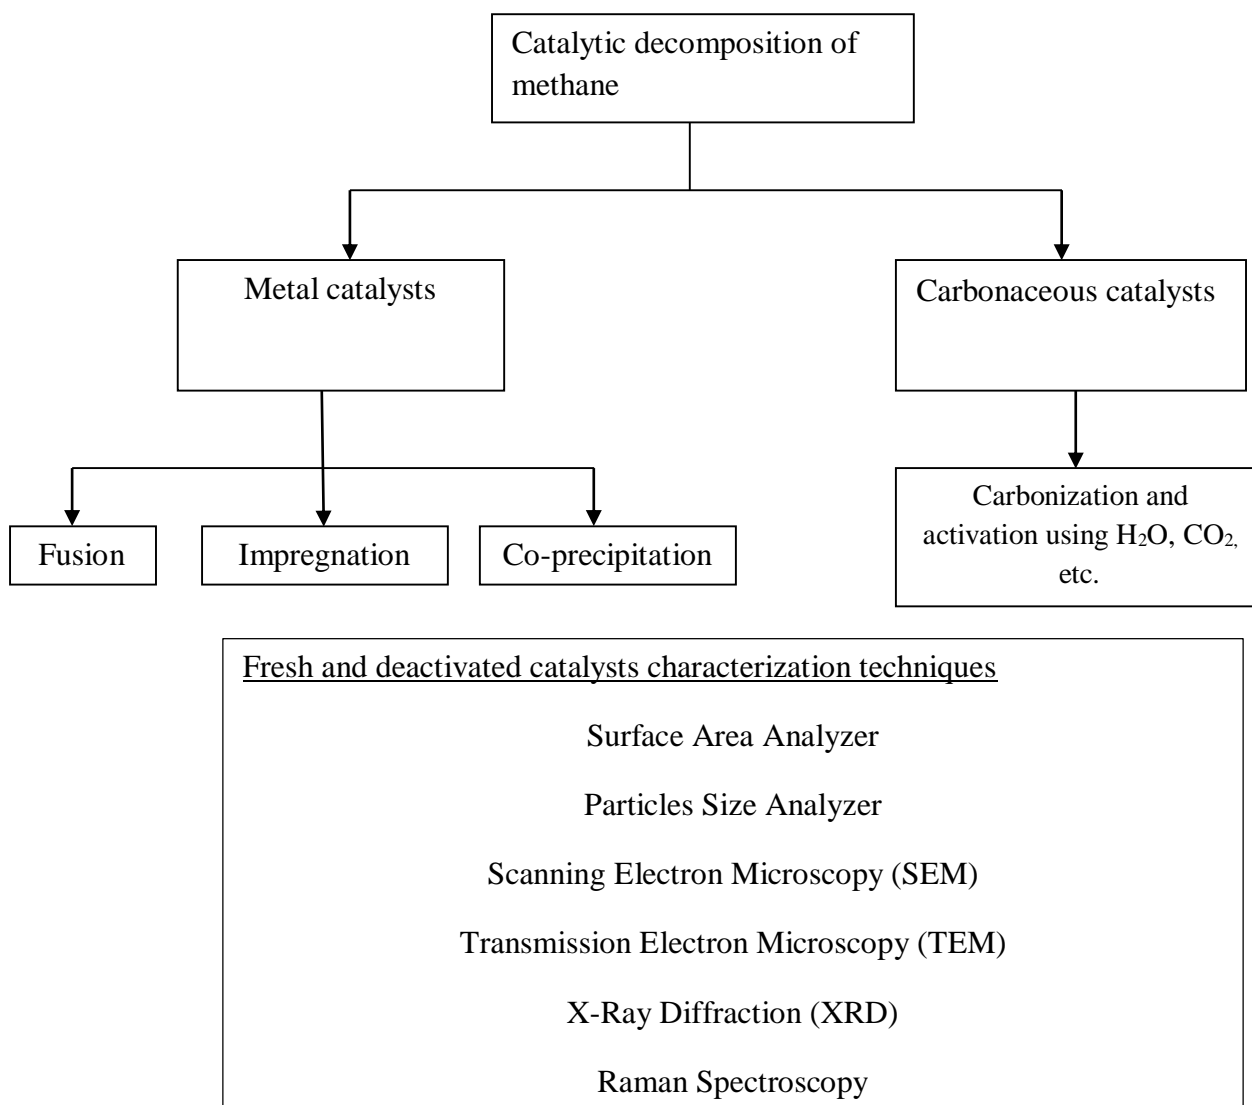 Catalytic decomposition of
methane
Metal catalysts
Carbonaceous catalysts
Fusion
Impregnation
Co-precipitation
Carbonization and
activation using H₂O, CO₂,
etc.
Fresh and deactivated catalysts characterization techniques
Surface Area Analyzer
Particles Size Analyzer
Scanning Electron Microscopy (SEM)
Transmission Electron Microscopy (TEM)
X-Ray Diffraction (XRD)
Raman Spectroscopy